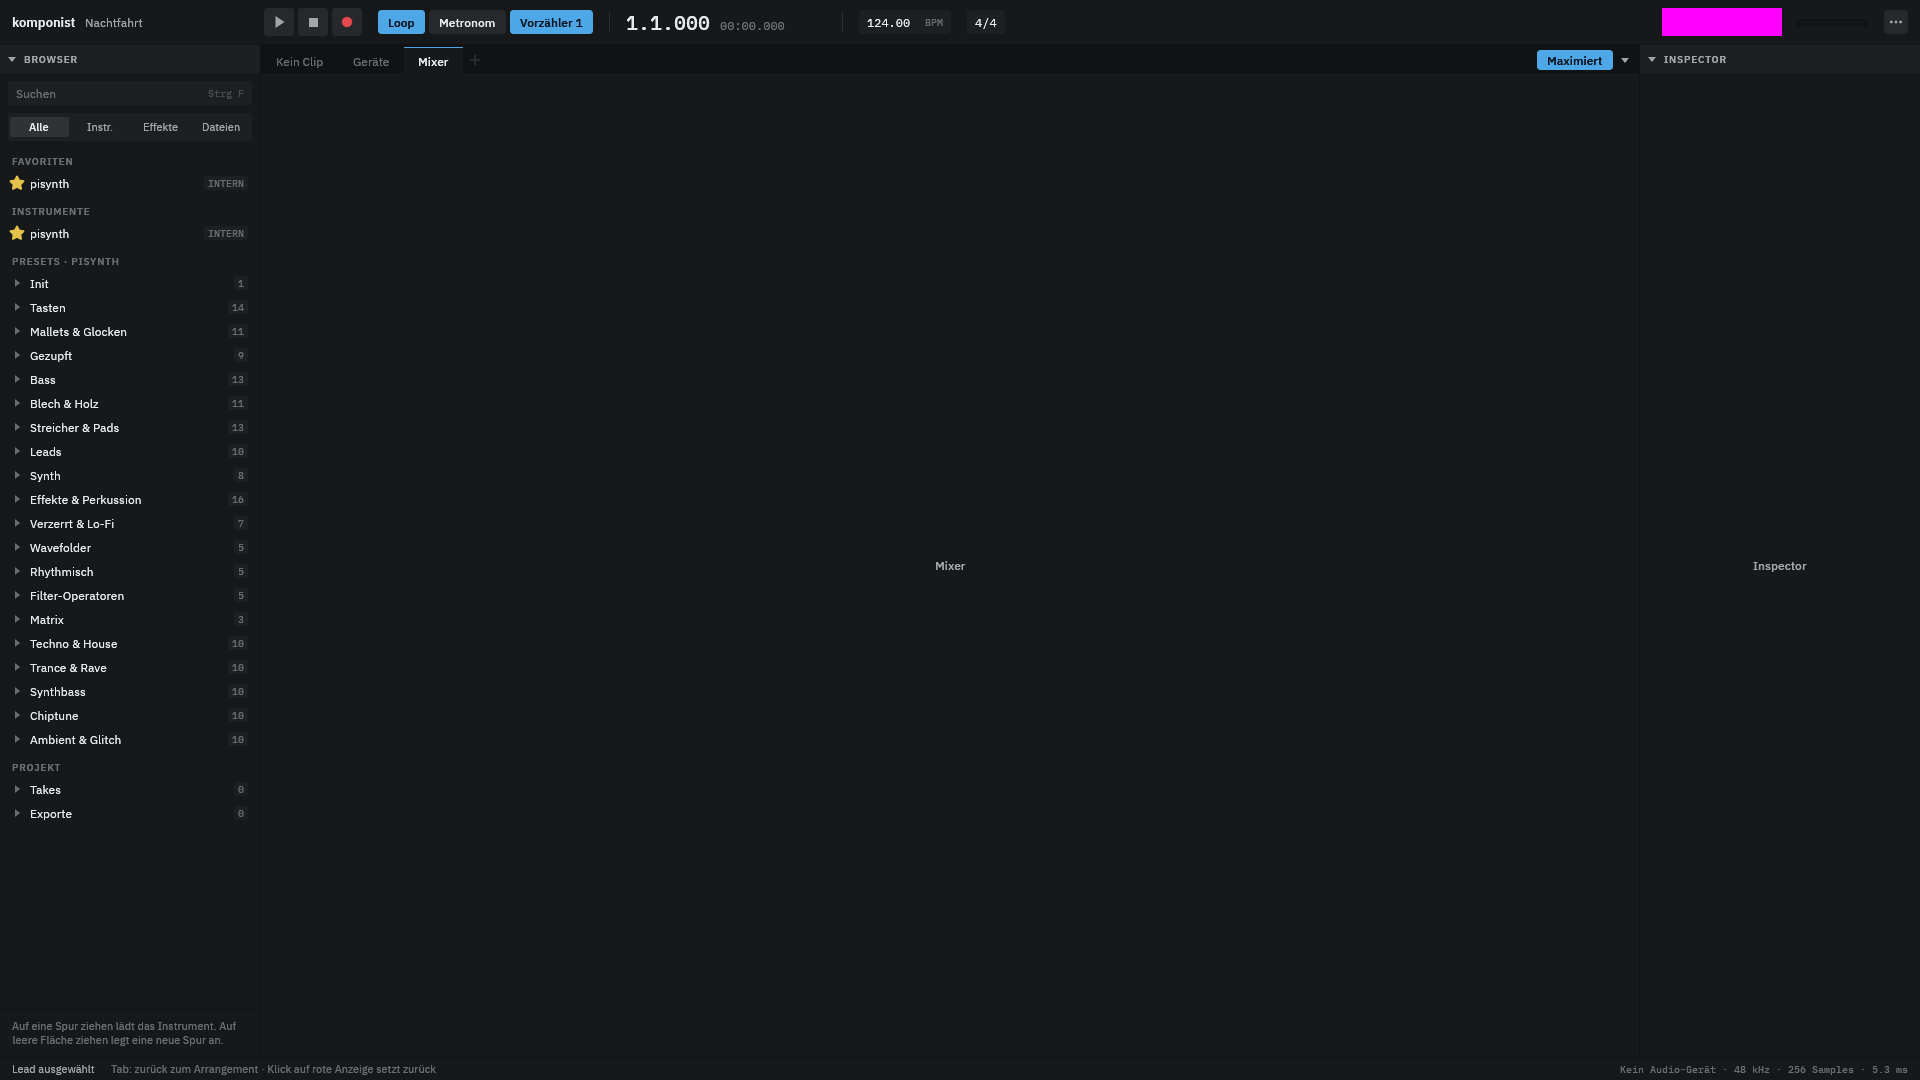 komponist Nachtfahrt
Loop Metronom Vorzähler 1 1.1.000 00:00.000 124.00 BPM 4/4
BROWSER
Kein Clip Geräte Mixer +
Maximiert
INSPECTOR
Suchen Strg F
Alle Instr. Effekte Dateien
FAVORITEN
pisynth INTERN
INSTRUMENTE
pisynth INTERN
PRESETS · PISYNTH
Init 1
Tasten 14
Mallets & Glocken 11
Gezupft 9
Bass 13
Blech & Holz 11
Streicher & Pads 13
Leads 10
Synth 8
Effekte & Perkussion 16
Verzerrt & Lo-Fi 7
Wavefolder 5
Rhythmisch 5
Filter-Operatoren 5
Matrix 3
Techno & House 10
Trance & Rave 10
Synthbass 10
Chiptune 10
Ambient & Glitch 10
PROJEKT
Takes 0
Exporte 0
Mixer
Inspector
Auf eine Spur ziehen lädt das Instrument. Auf
leere Fläche ziehen legt eine neue Spur an.
Lead ausgewählt Tab: zurück zum Arrangement · Klick auf rote Anzeige setzt zurück
Kein Audio-Gerät · 48 kHz · 256 Samples · 5.3 ms